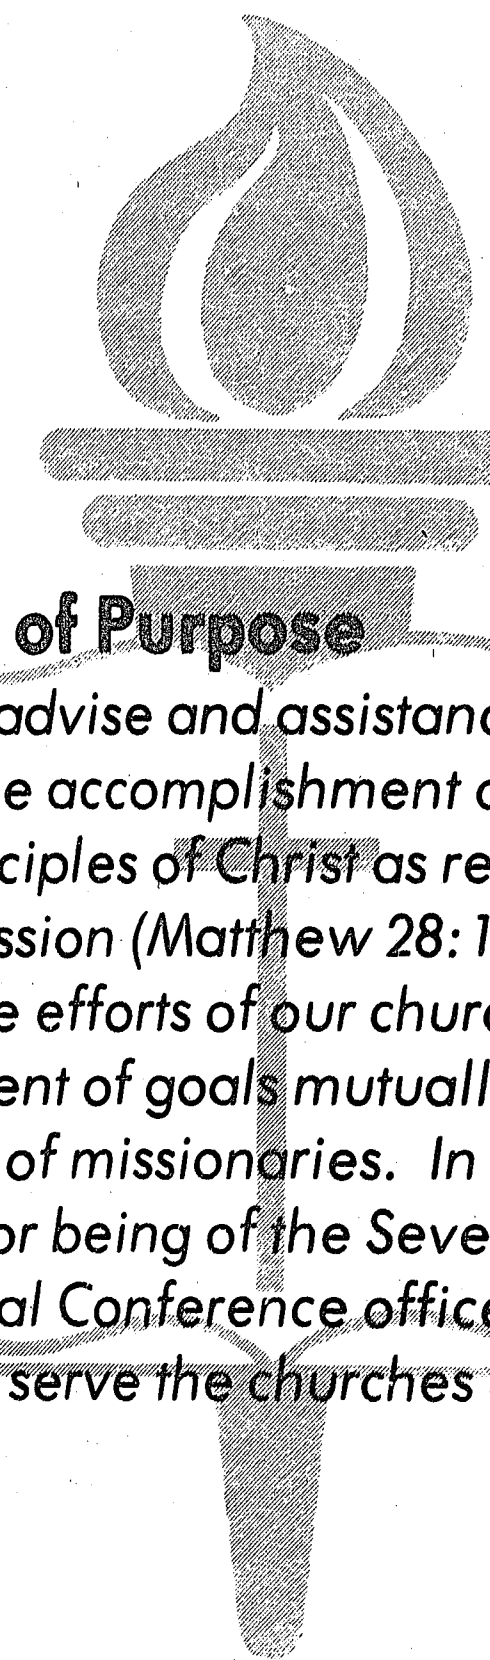 of Purpose
advise and assistanc
e accomplishment o
ciples of Christ as re
ssion (Matthew 28:1
e efforts of our churc
ent of goals mutuall
of missionaries. In
or being of the Seve
al Conference office
serve the churches